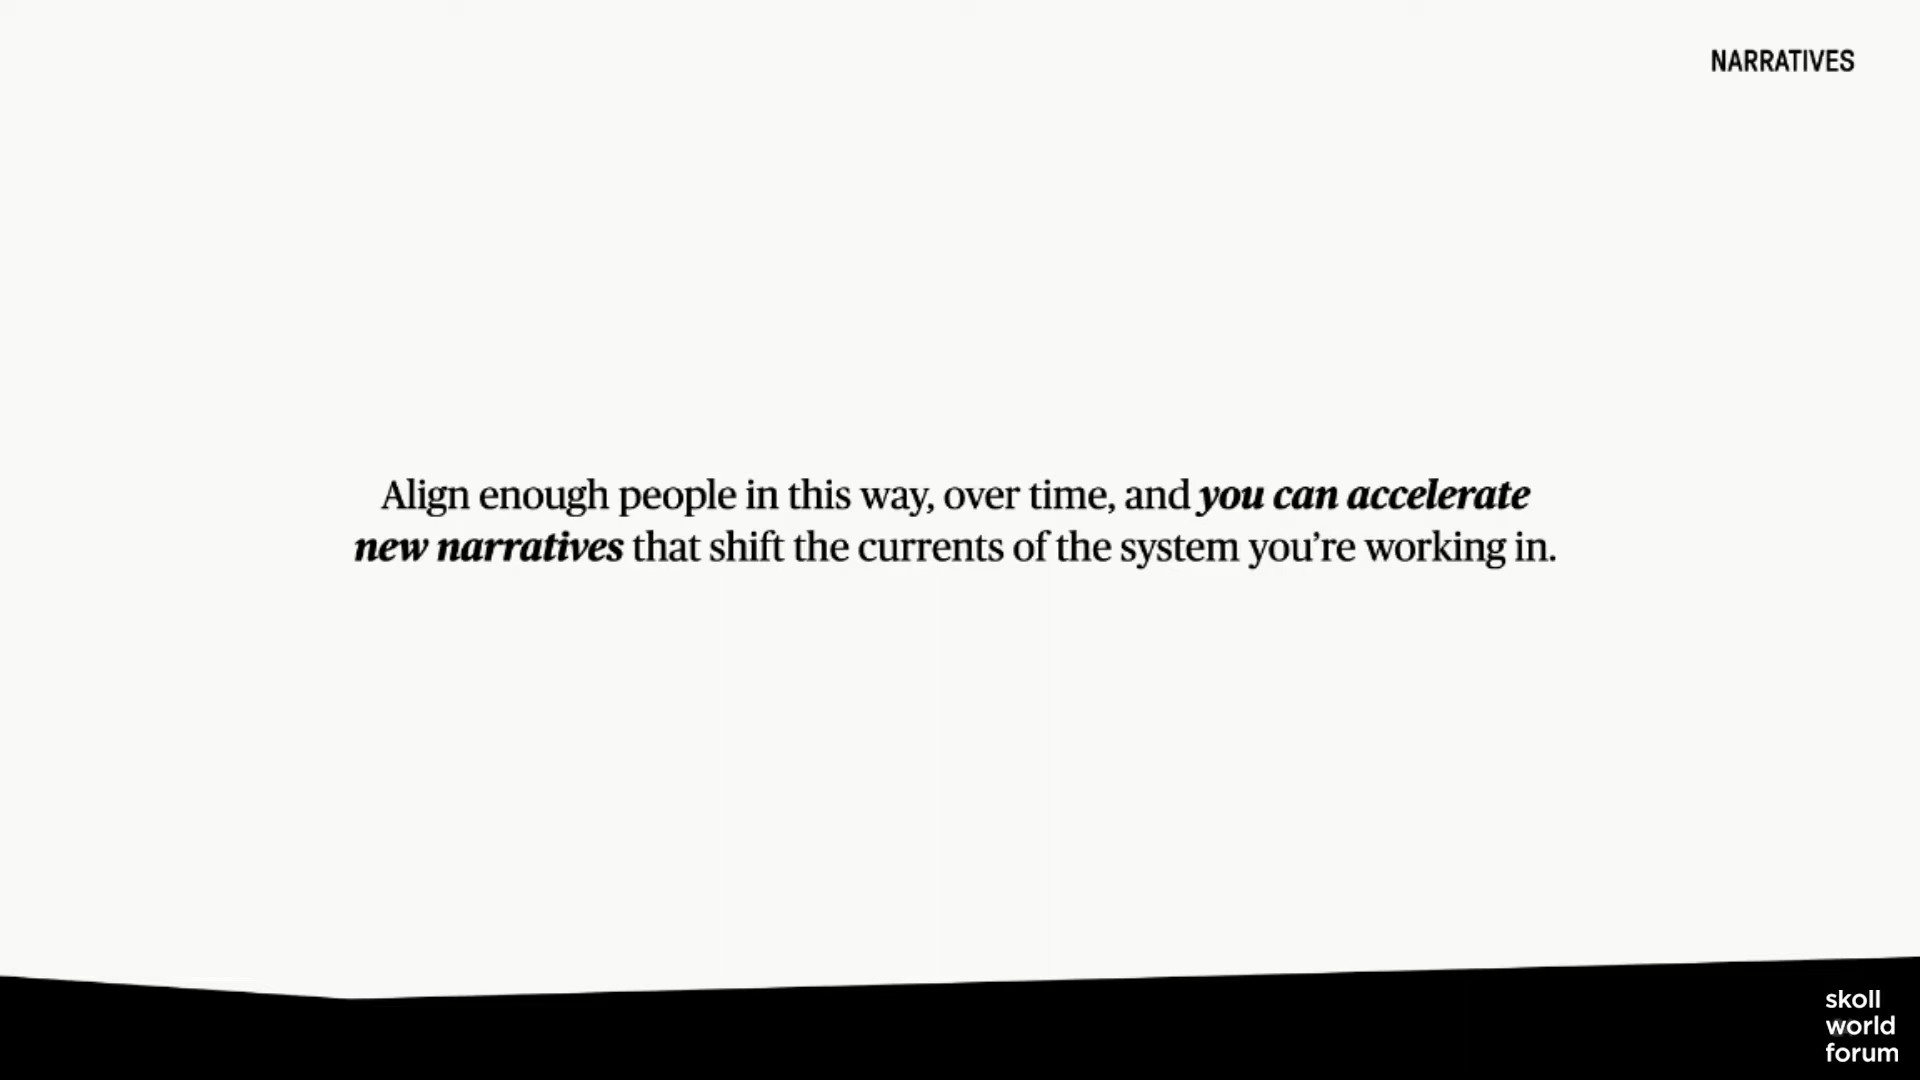 NARRATIVES
Align enough people in this way, over time, and you can accelerate
new narratives that shift the currents of the system you’re working in.
skoll
world
forum